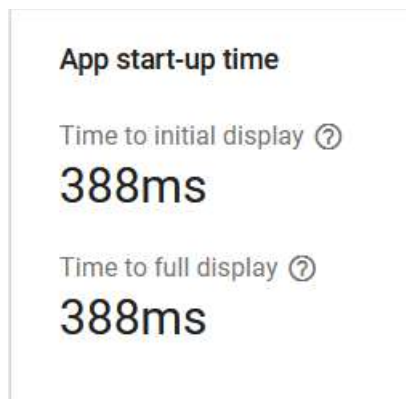 App start-up time
Time to initial display ?
388ms
Time to full display ?
388ms